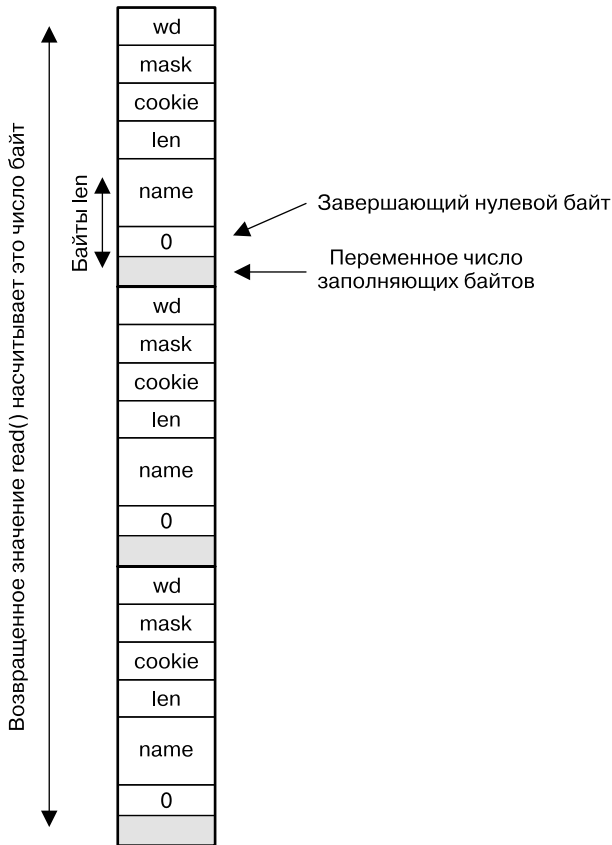 wd
mask
cookie
len
name
0
Завершающий нулевой байт
Переменное число
заполняющих байтов
Байты len
Возвращенное значение read() насчитывает это число байт
wd
mask
cookie
len
name
0
wd
mask
cookie
len
name
0